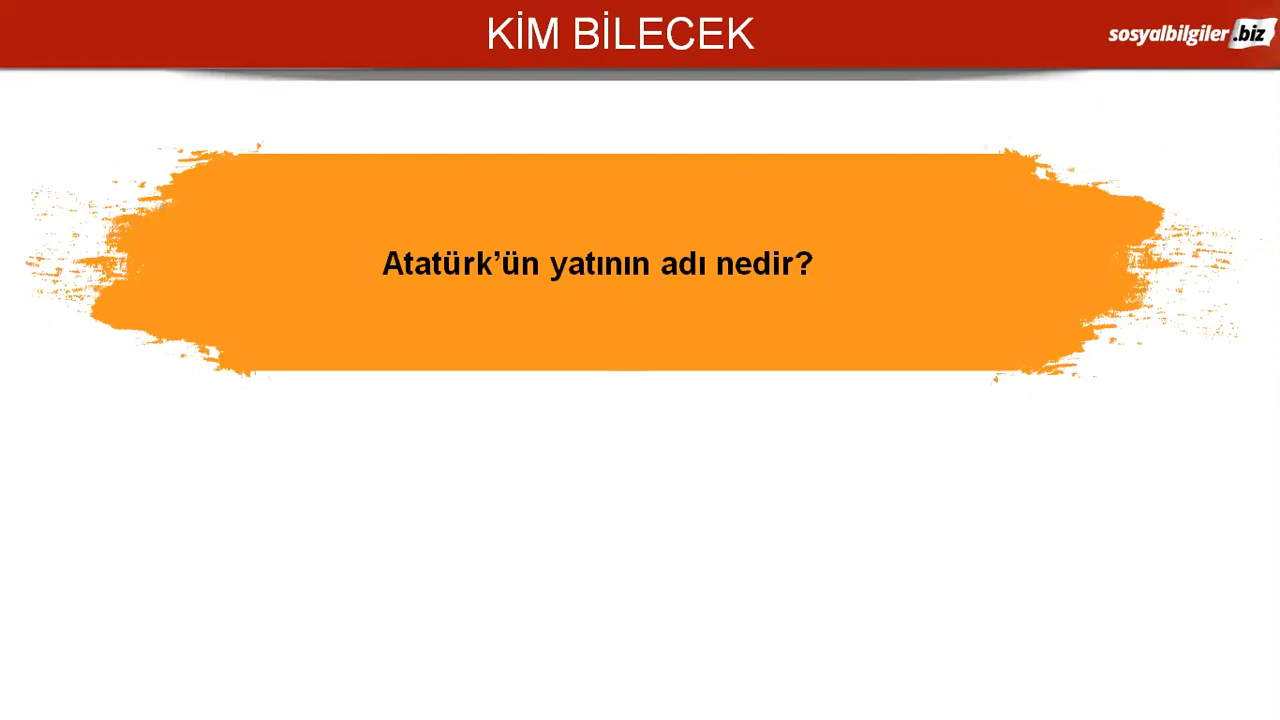 KİM BİLECEK
sosyalbilgiler.biz
Atatürk’ün yatının adı nedir?